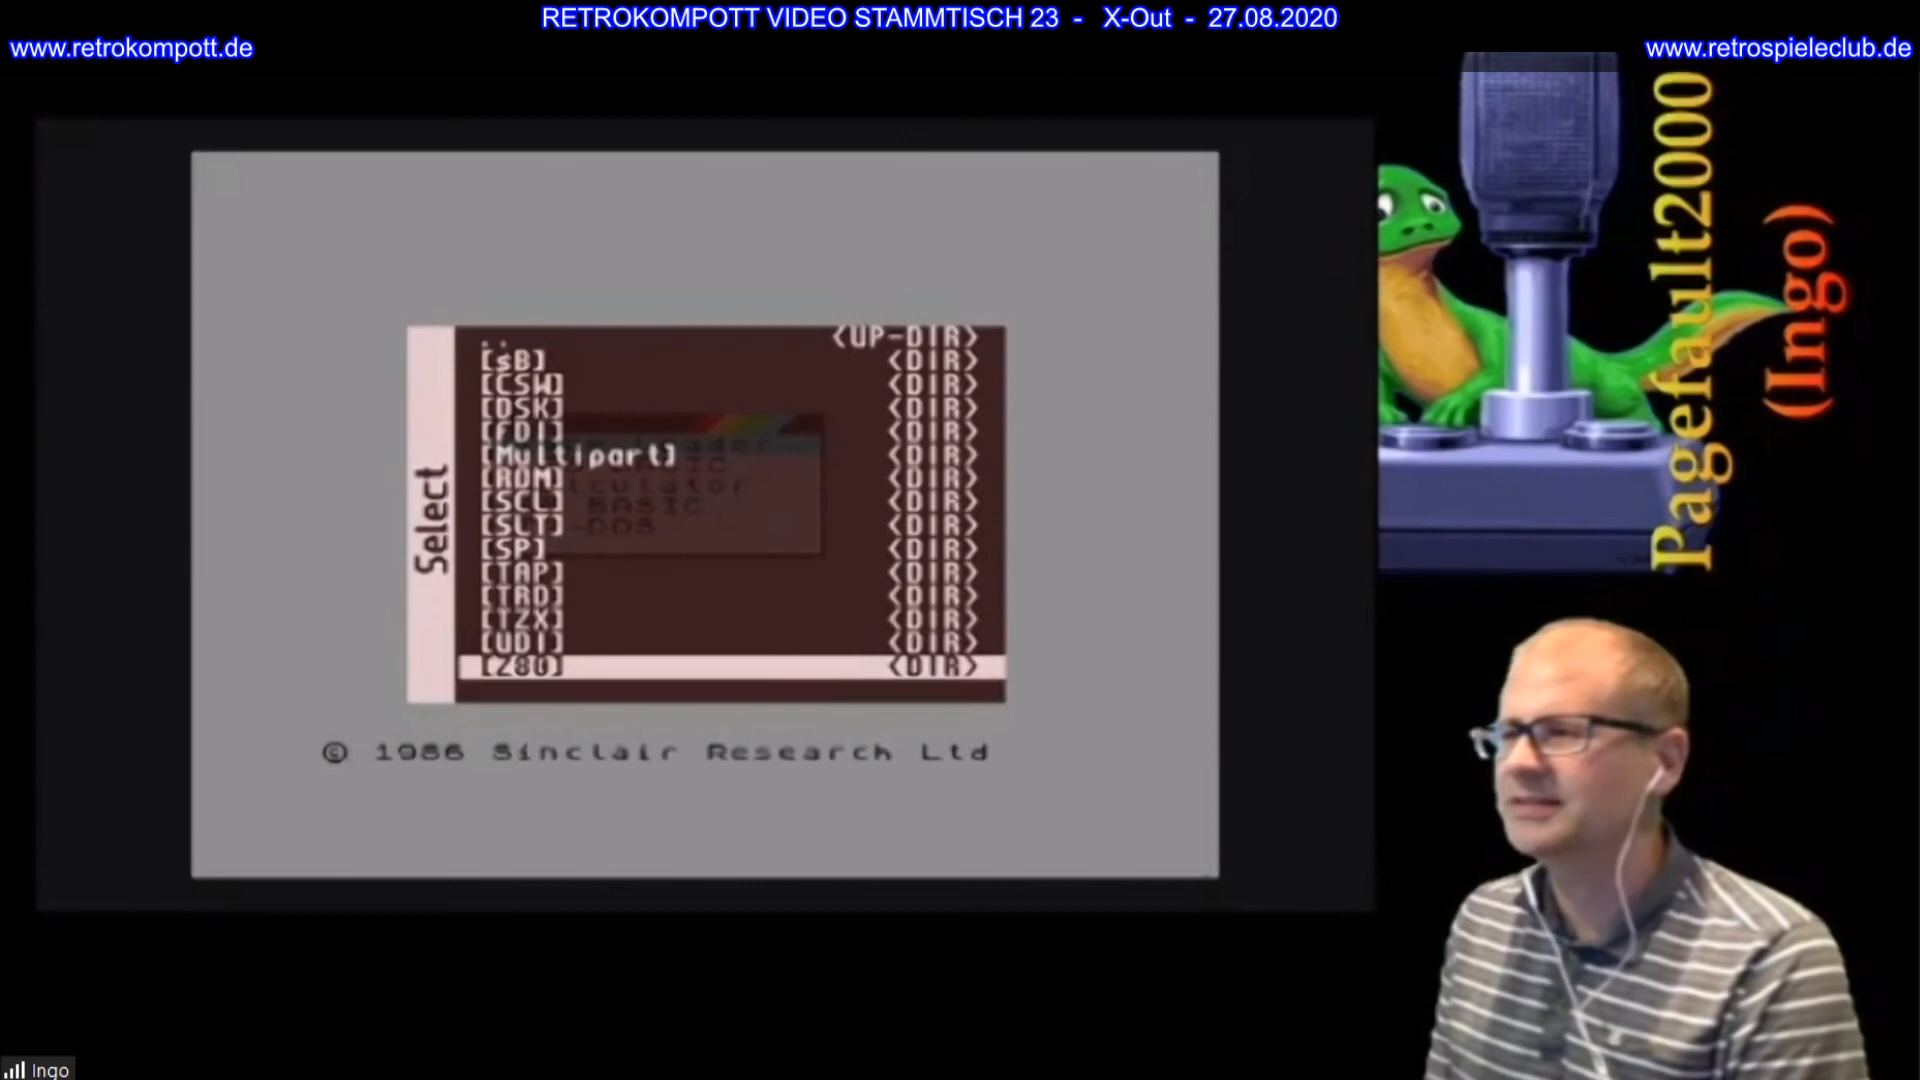 RETROKOMPOTT VIDEO STAMMTISCH 23 - X-Out - 27.08.2020
www.retrokompott.de
www.retrospieleclub.de
Select
.. <UP-DIR>
[sB] <DIR>
[CSW] <DIR>
[DSK] <DIR>
[FDI] <DIR>
[Multipart] <DIR>
[ROM] <DIR>
[SCL] <DIR>
[SLT] <DIR>
[SP] <DIR>
[TAP] <DIR>
[TRD] <DIR>
[TZX] <DIR>
[UDI] <DIR>
[Z80] <DIR>
BASIC
© 1986 Sinclair Research Ltd
Pagefault2000
(Ingo)
Ingo